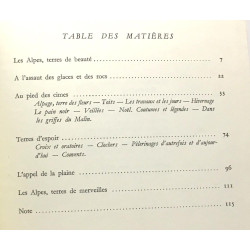 TABLE DES MATIÈRES
Les Alpes, terres de beauté 7
A l'assaut des glaces et des rocs 22
Au pied des cimes 55
Alpage, terre des fleurs — Toits — Les travaux et les jours — Hivernage
Le pain noir — Veillées — Noël. Coutumes et légendes — Dans
les griffes du Malin.
Terres d'espoir 74
Croix et oratoires — Clochers — Pèlerinages d'autrefois et d'aujour-
d'hui — Couvents.
L'appel de la plaine 96
Les Alpes, terres de merveilles 111
Note 115